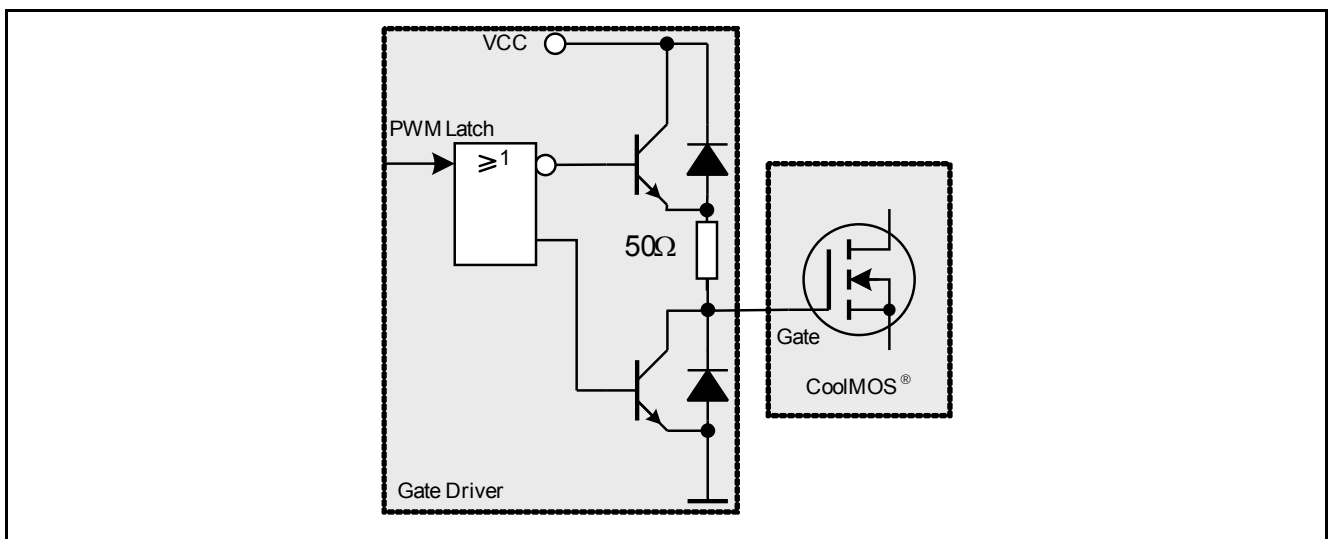 VCC
PWM Latch
≥1
50Ω
Gate
CoolMOS®
Gate Driver